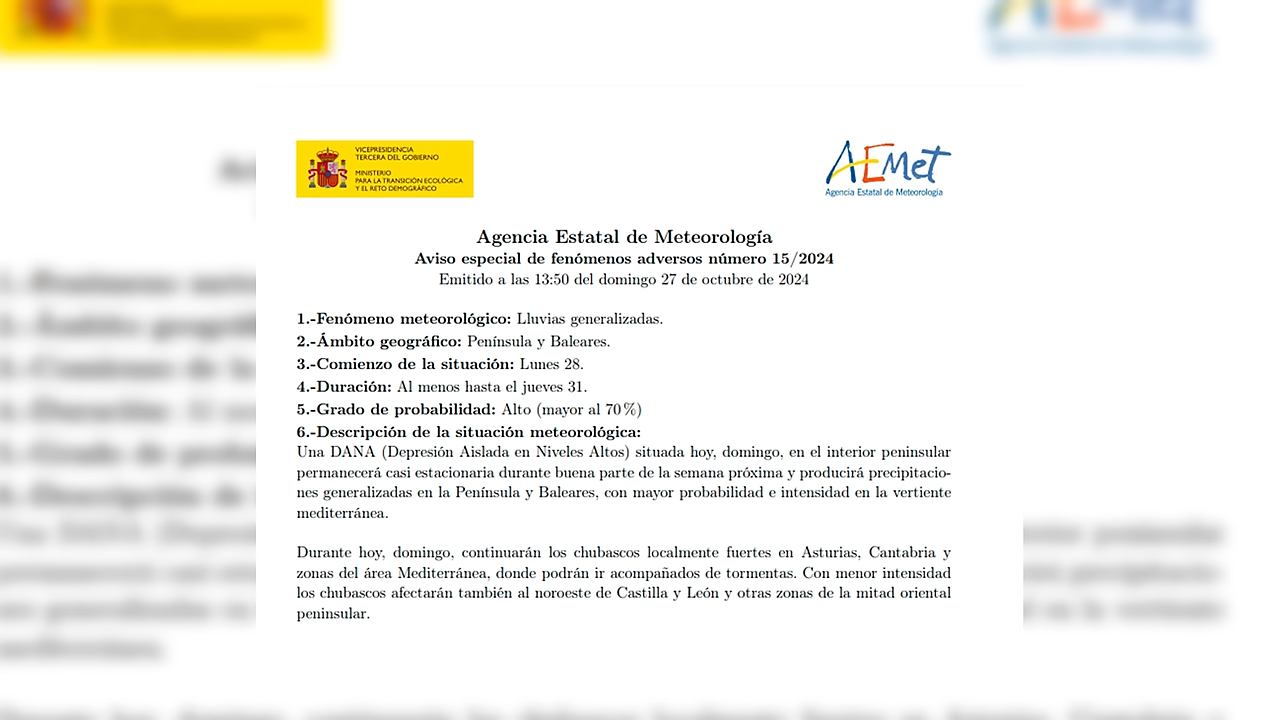 VICEPRESIDENCIA
TERCERA DEL GOBIERNO
MINISTERIO
PARA LA TRANSICIÓN ECOLÓGICA
Y EL RETO DEMOGRÁFICO
AEMet
Agencia Estatal de Meteorología
Agencia Estatal de Meteorología
Aviso especial de fenómenos adversos número 15/2024
Emitido a las 13:50 del domingo 27 de octubre de 2024
1.-Fenómeno meteorológico: Lluvias generalizadas.
2.-Ámbito geográfico: Península y Baleares.
3.-Comienzo de la situación: Lunes 28.
4.-Duración: Al menos hasta el jueves 31.
5.-Grado de probabilidad: Alto (mayor al 70 %)
6.-Descripción de la situación meteorológica:
Una DANA (Depresión Aislada en Niveles Altos) situada hoy, domingo, en el interior peninsular
permanecerá casi estacionaria durante buena parte de la semana próxima y producirá precipitacio-
nes generalizadas en la Península y Baleares, con mayor probabilidad e intensidad en la vertiente
mediterránea.
Durante hoy, domingo, continuarán los chubascos localmente fuertes en Asturias, Cantabria y
zonas del área Mediterránea, donde podrán ir acompañados de tormentas. Con menor intensidad
los chubascos afectarán también al noroeste de Castilla y León y otras zonas de la mitad oriental
peninsular.